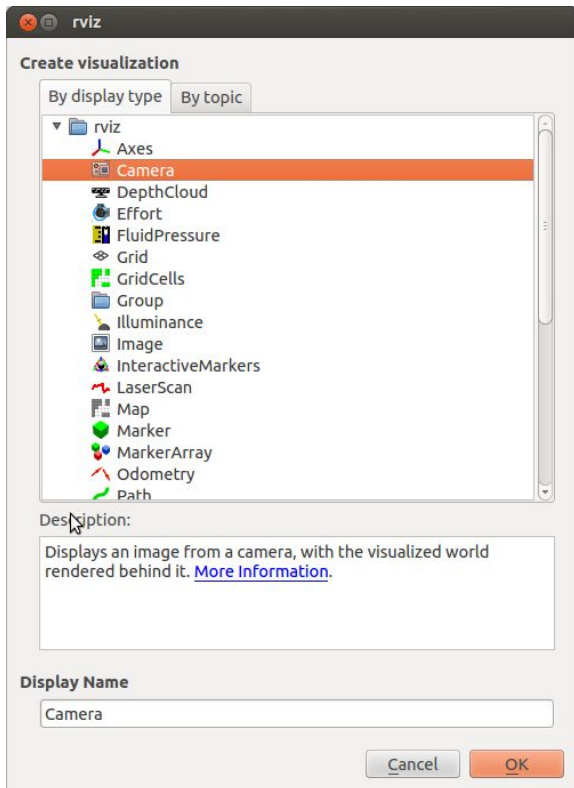 rviz
Create visualization
By display type
By topic
rviz
Axes
Camera
DepthCloud
Effort
FluidPressure
Grid
GridCells
Group
Illuminance
Image
InteractiveMarkers
LaserScan
Map
Marker
MarkerArray
Odometry
Path
Description:
Displays an image from a camera, with the visualized world
rendered behind it. More Information.
Display Name
Camera
Cancel
OK